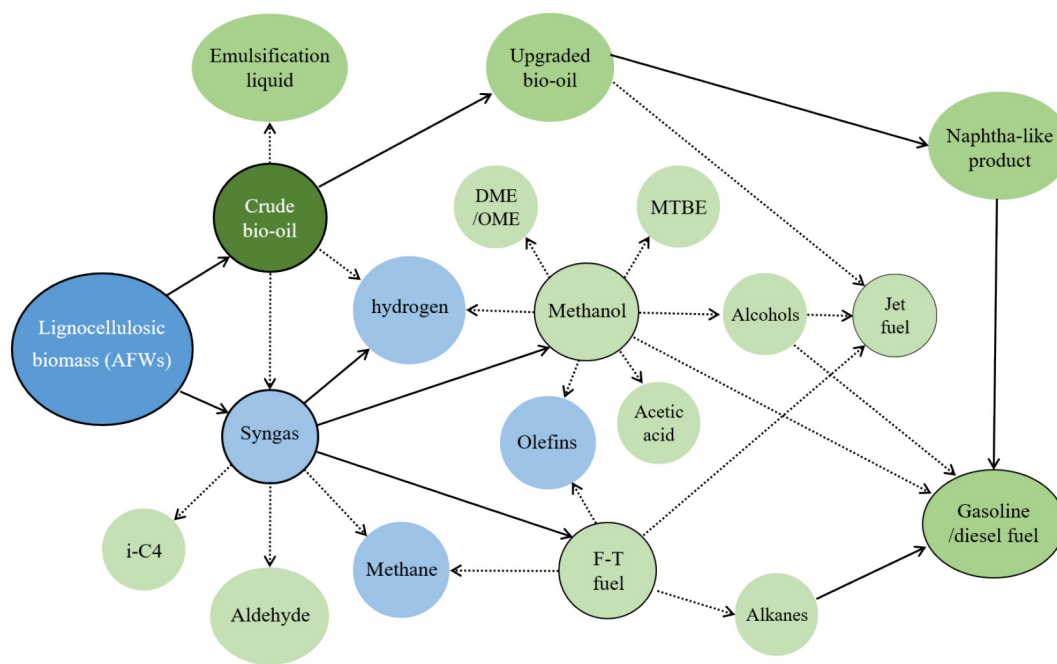 Emulsification
liquid
Upgraded
bio-oil
Naphtha-like
product
Crude
bio-oil
DME
/OME
MTBE
Lignocellulosic
biomass (AFWs)
hydrogen
Methanol
Alcohols
Jet
fuel
Syngas
Olefins
Acetic
acid
i-C4
Aldehyde
Methane
F-T
fuel
Alkanes
Gasoline
/diesel fuel